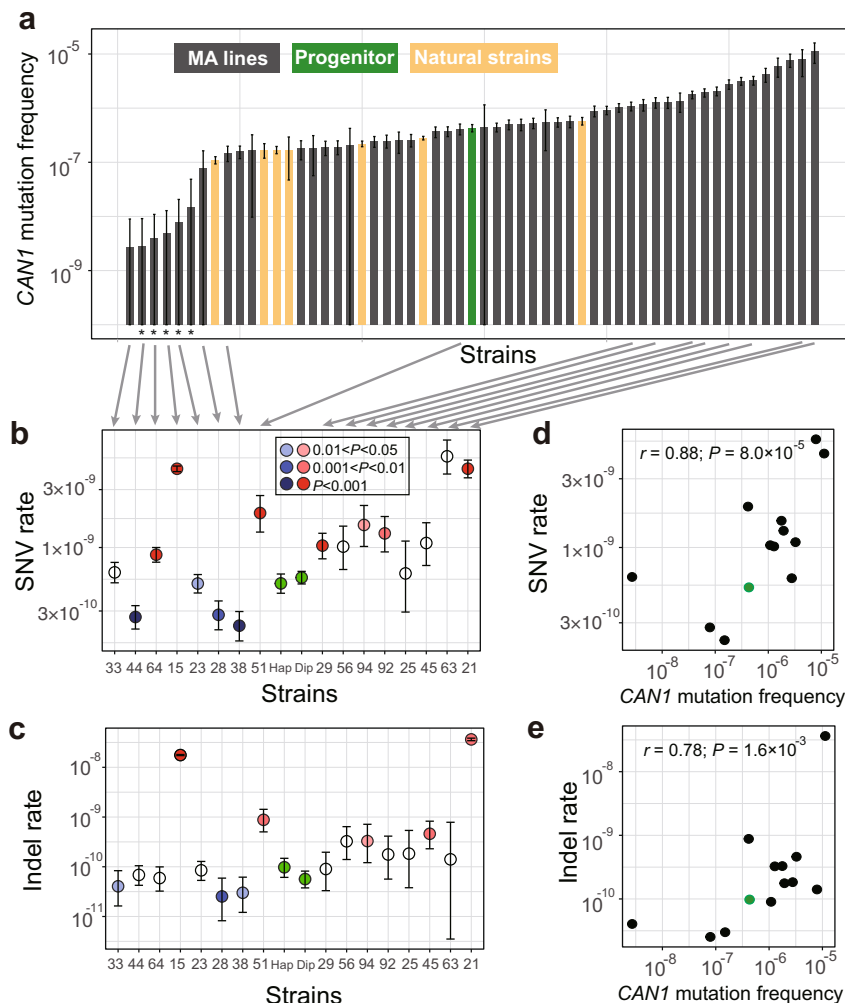 a
MA lines Progenitor Natural strains
CAN1 mutation frequency
10⁻⁵
10⁻⁷
10⁻⁹
* * * * *
Strains
b
0.01<P<0.05
0.001<P<0.01
P<0.001
SNV rate
3×10⁻⁹
1×10⁻⁹
3×10⁻¹⁰
33 44 64 15 23 28 38 51 Hap Dip 29 56 94 92 25 45 63 21
Strains
d
r = 0.88; P = 8.0×10⁻⁵
SNV rate
3×10⁻⁹
1×10⁻⁹
3×10⁻¹⁰
10⁻⁸ 10⁻⁷ 10⁻⁶ 10⁻⁵
CAN1 mutation frequency
c
Indel rate
10⁻⁸
10⁻⁹
10⁻¹⁰
10⁻¹¹
33 44 64 15 23 28 38 51 Hap Dip 29 56 94 92 25 45 63 21
Strains
e
r = 0.78; P = 1.6×10⁻³
Indel rate
10⁻⁸
10⁻⁹
10⁻¹⁰
10⁻⁸ 10⁻⁷ 10⁻⁶ 10⁻⁵
CAN1 mutation frequency